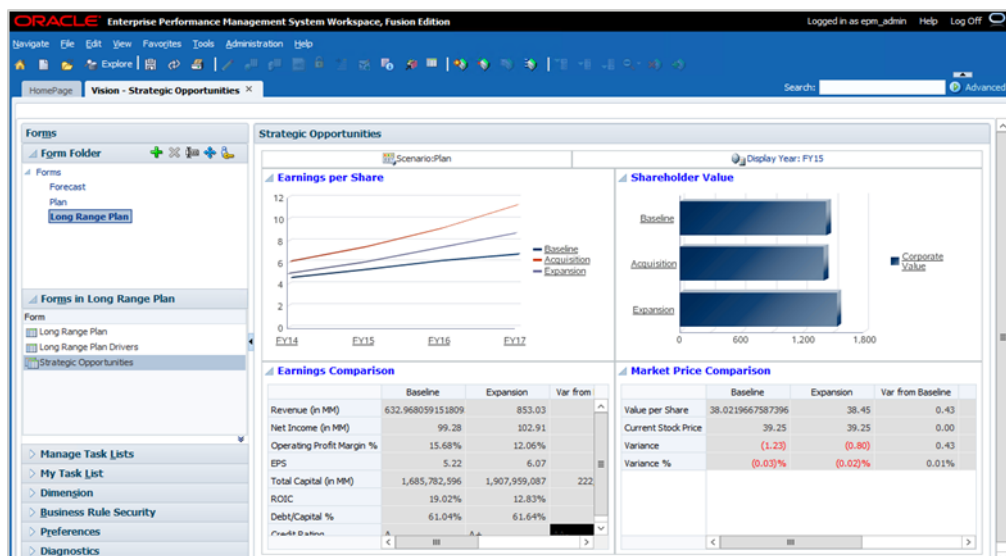 ORACLE Enterprise Performance Management System Workspace, Fusion Edition
Logged in as epm_admin Help Log Off
Navigate File Edit View Favorites Tools Administration Help
Explore
HomePage Vision - Strategic Opportunities ×
Search: Advanced
Forms
Form Folder
Forms
Forecast
Plan
Long Range Plan
Forms in Long Range Plan
Form
Long Range Plan
Long Range Plan Drivers
Strategic Opportunities
Manage Task Lists
My Task List
Dimension
Business Rule Security
Preferences
Diagnostics
Strategic Opportunities
Scenario:Plan Display Year: FY15
Earnings per Share
12
10
8
6
4
2
0
FY14 FY15 FY16 FY17
Baseline
Acquisition
Expansion
Shareholder Value
Baseline
Acquisition
Expansion
0 600 1,200 1,800
Corporate
Value
Earnings Comparison
Baseline Expansion Var from
Revenue (in MM) 632.968059151809 853.03
Net Income (in MM) 99.28 102.91
Operating Profit Margin % 15.68% 12.06%
EPS 5.22 6.07
Total Capital (in MM) 1,685,782,596 1,907,959,087 222
ROIC 19.02% 12.83%
Debt/Capital % 61.04% 61.64%
Credit Rating
Market Price Comparison
Baseline Expansion Var from Baseline
Value per Share 38.0219667587396 38.45 0.43
Current Stock Price 39.25 39.25 0.00
Variance (1.23) (0.80) 0.43
Variance % (0.03)% (0.02)% 0.01%